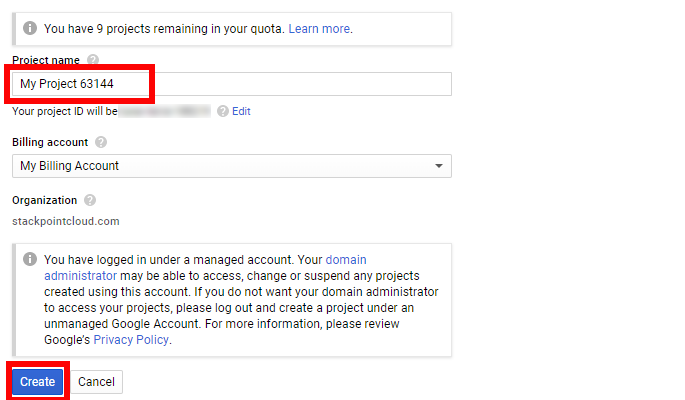 You have 9 projects remaining in your quota. Learn more.
Project name
My Project 63144
Your project ID will be
Edit
Billing account
My Billing Account
Organization
stackpointcloud.com
You have logged in under a managed account. Your domain
administrator may be able to access, change or suspend any projects
created using this account. If you do not want your domain administrator
to access your projects, please log out and create a project under an
unmanaged Google Account. For more information, please review
Google's Privacy Policy.
Create Cancel